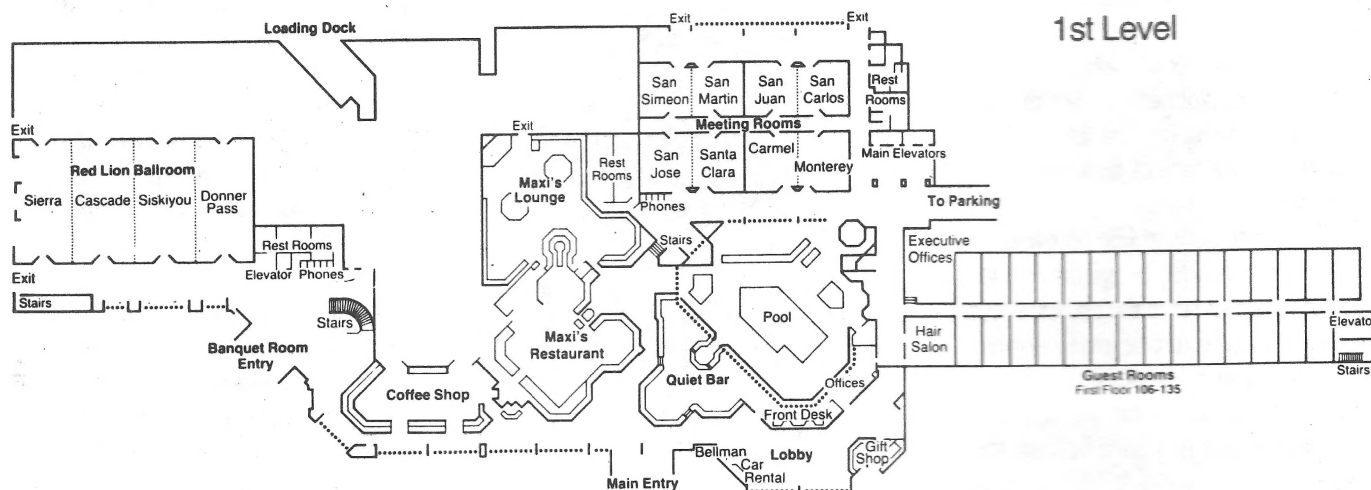 1st Level
Loading Dock
Exit
Exit
San Simeon
San Martin
San Juan
San Carlos
Rest Rooms
Meeting Rooms
San Jose
Santa Clara
Carmel
Monterey
Main Elevators
Exit
Exit
Red Lion Ballroom
Sierra
Cascade
Siskiyou
Donner Pass
Maxi's Lounge
Rest Rooms
Phones
To Parking
Rest Rooms
Elevator
Phones
Exit
Stairs
Stairs
Stairs
Executive Offices
Pool
Banquet Room Entry
Maxi's Restaurant
Hair Salon
Elevato
Stairs
Coffee Shop
Quiet Bar
Offices
Guest Rooms
First Floor 106-135
Front Desk
Bellman
Lobby
Car Rental
Gift Shop
Main Entry